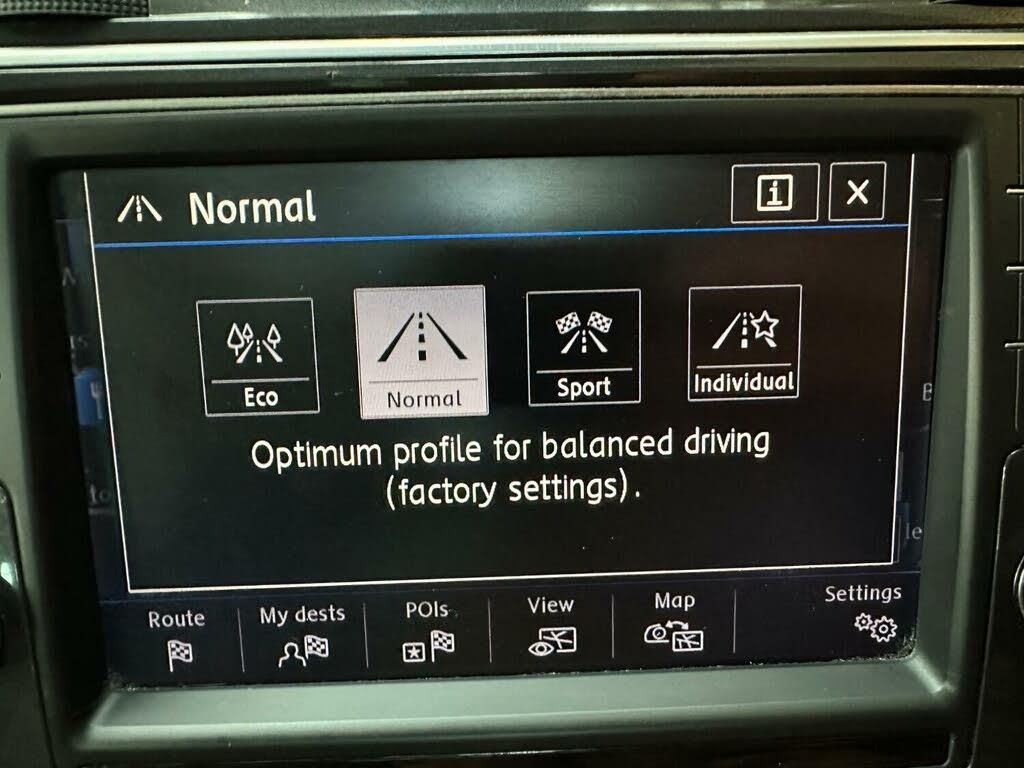 Normal
Eco
Normal
Sport
Individual
Optimum profile for balanced driving
(factory settings).
Route
My dests
POIs
View
Map
Settings